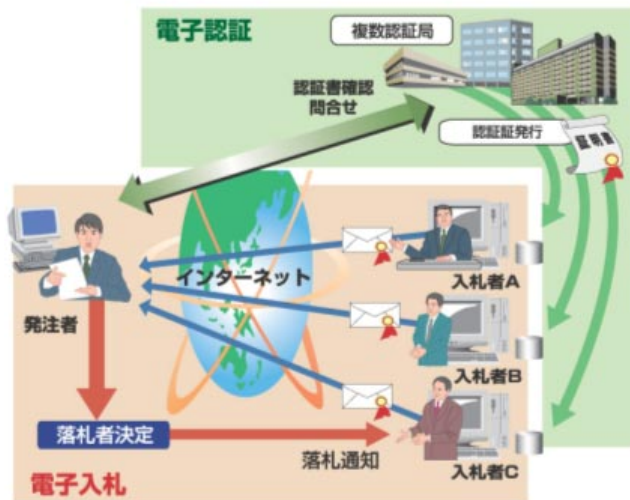 電子認証
複数認証局
認証書確認
問合せ
認証証発行
証明書
インターネット
発注者
入札者A
入札者B
入札者C
落札者決定
落札通知
電子入札